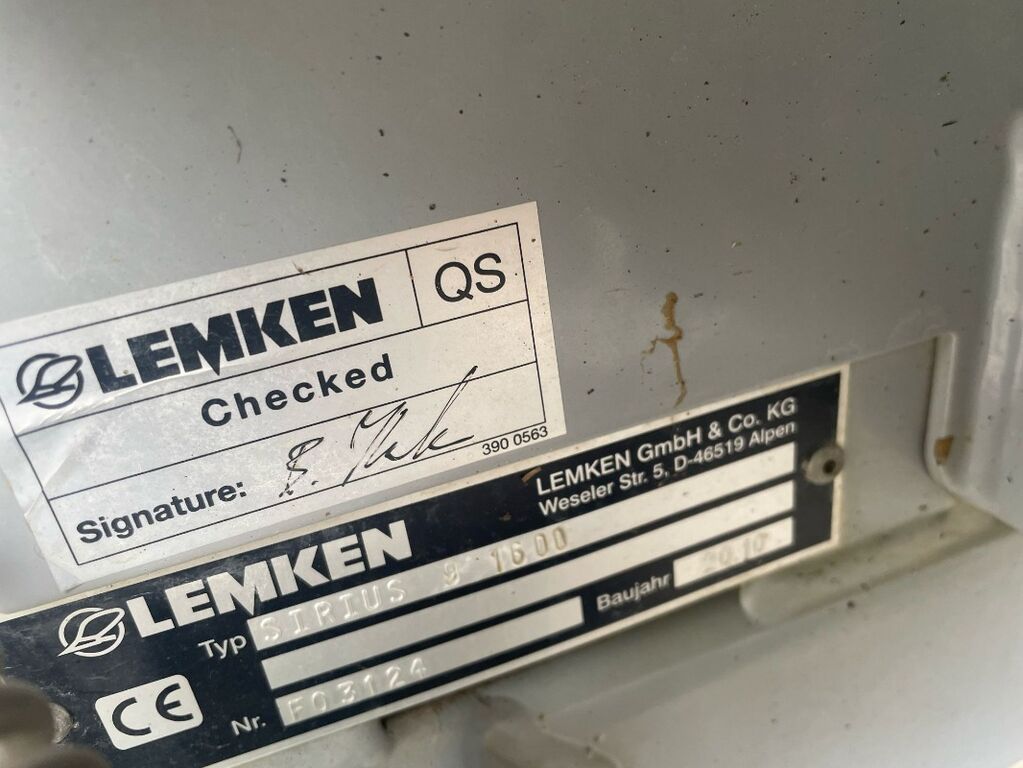 LEMKEN QS
Checked
Signature:
390 0563
LEMKEN
LEMKEN GmbH & Co. KG
Weseler Str. 5, D-46519 Alpen
Typ SIRIUS 9 1600
Baujahr 2010
CE Nr. F03124